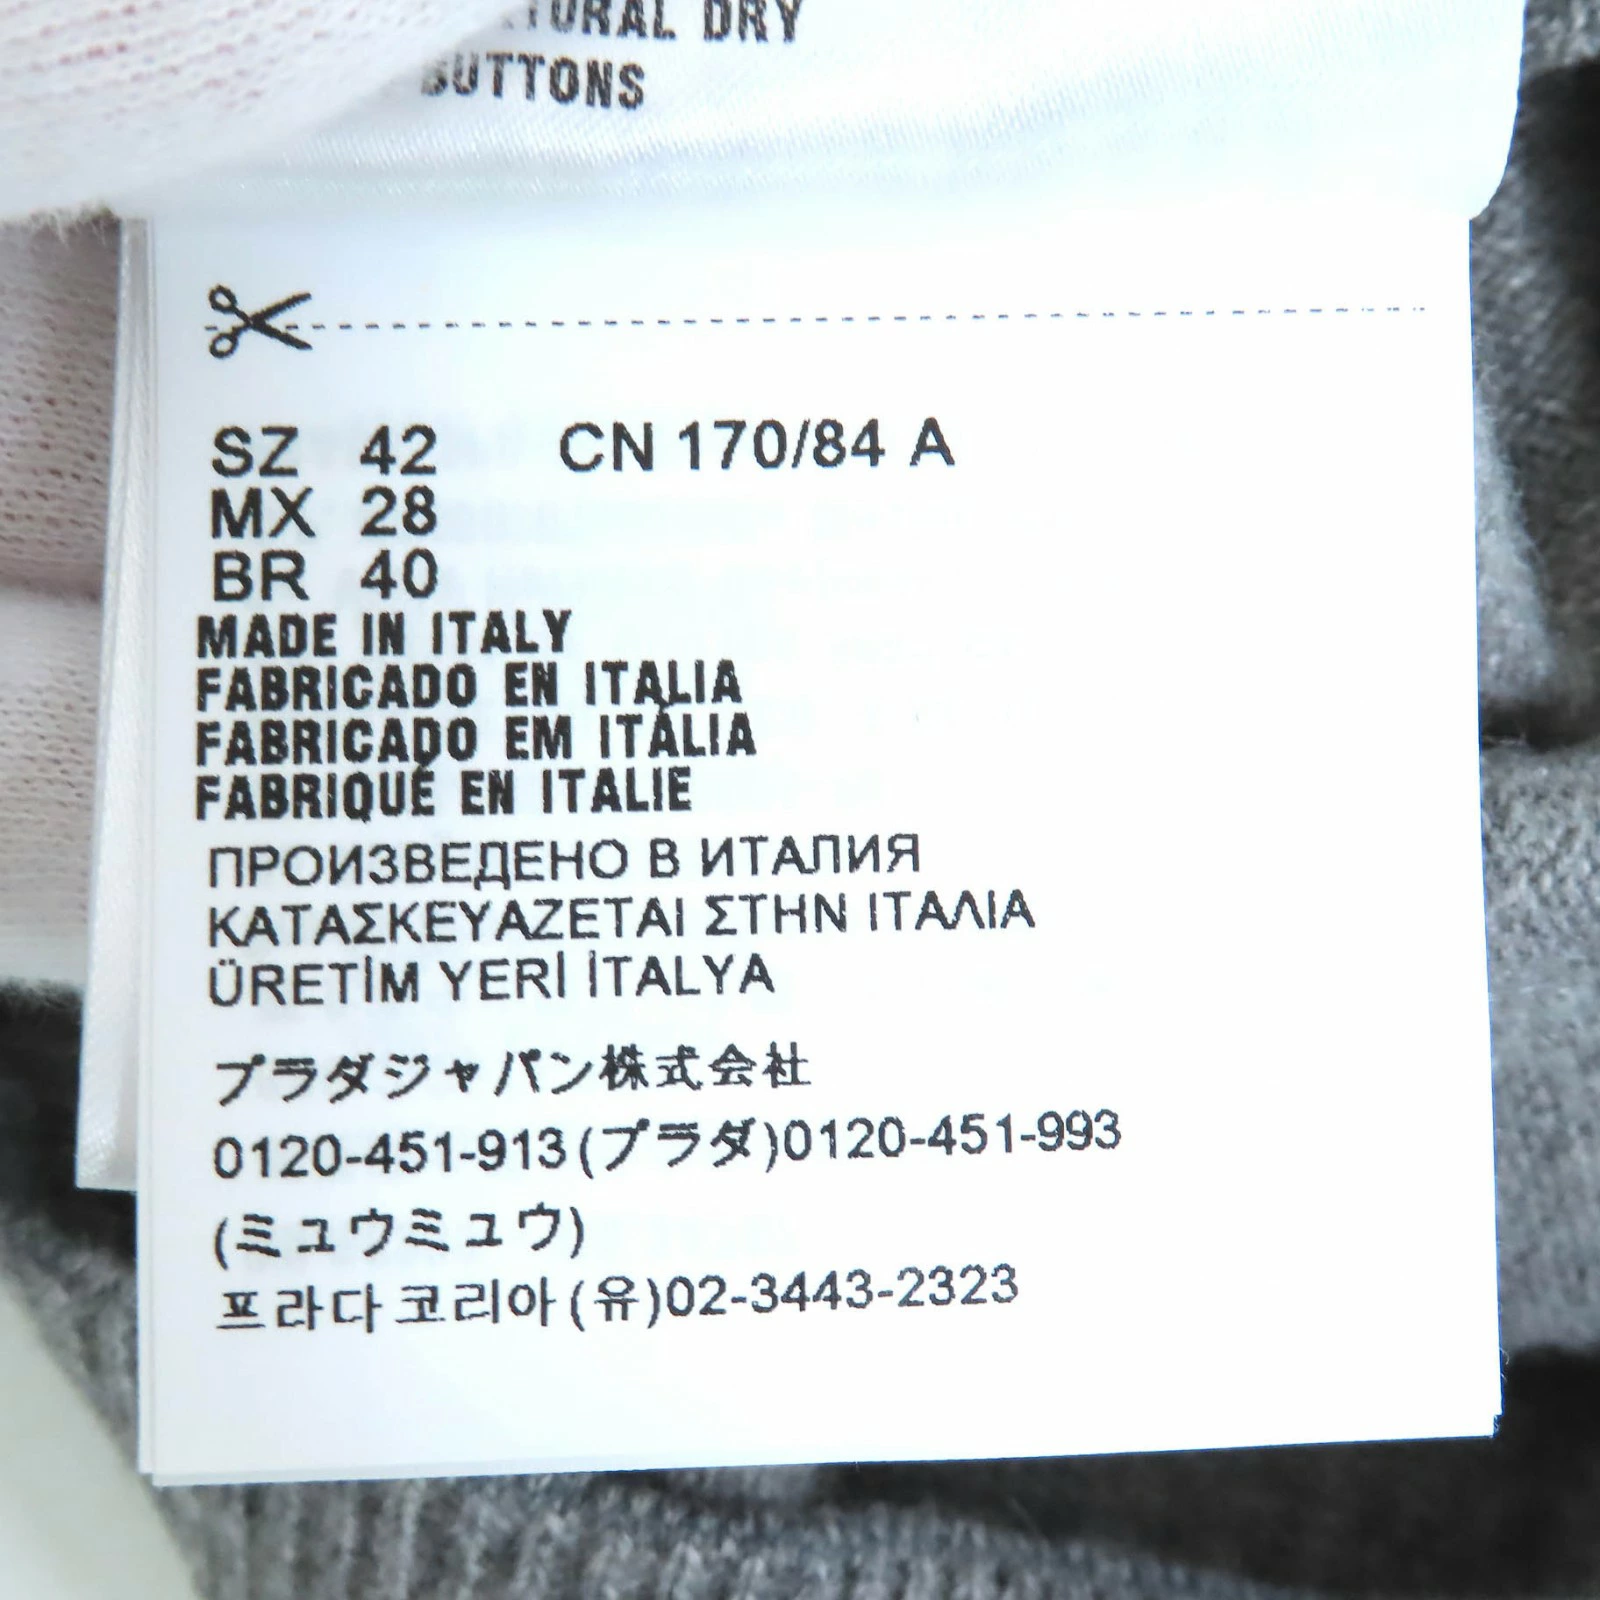 DRY
BUTTONS
SZ 42 CN 170/84 A
MX 28
BR 40
MADE IN ITALY
FABRICADO EN ITALIA
FABRICADO EM ITÁLIA
FABRIQUÉ EN ITALIE
ПРОИЗВЕДЕНО В ИТАЛИЯ
ΚΑΤΑΣΚΕΥΑΖΕΤΑΙ ΣΤΗΝ ΙΤΑΛΙΑ
ÜRETİM YERİ İTALYA
プラダジャパン株式会社
0120-451-913(プラダ)0120-451-993
(ミュウミュウ)
프라다코리아(유)02-3443-2323